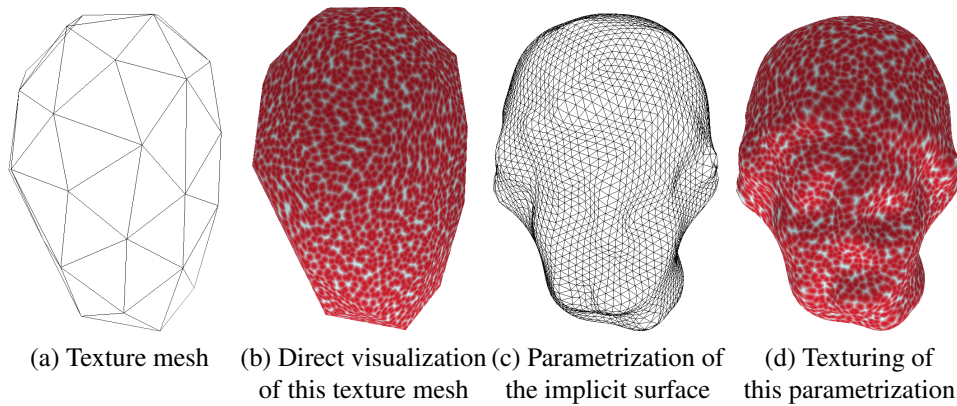 (a) Texture mesh
(b) Direct visualization
of this texture mesh
(c) Parametrization of
the implicit surface
(d) Texturing of
this parametrization